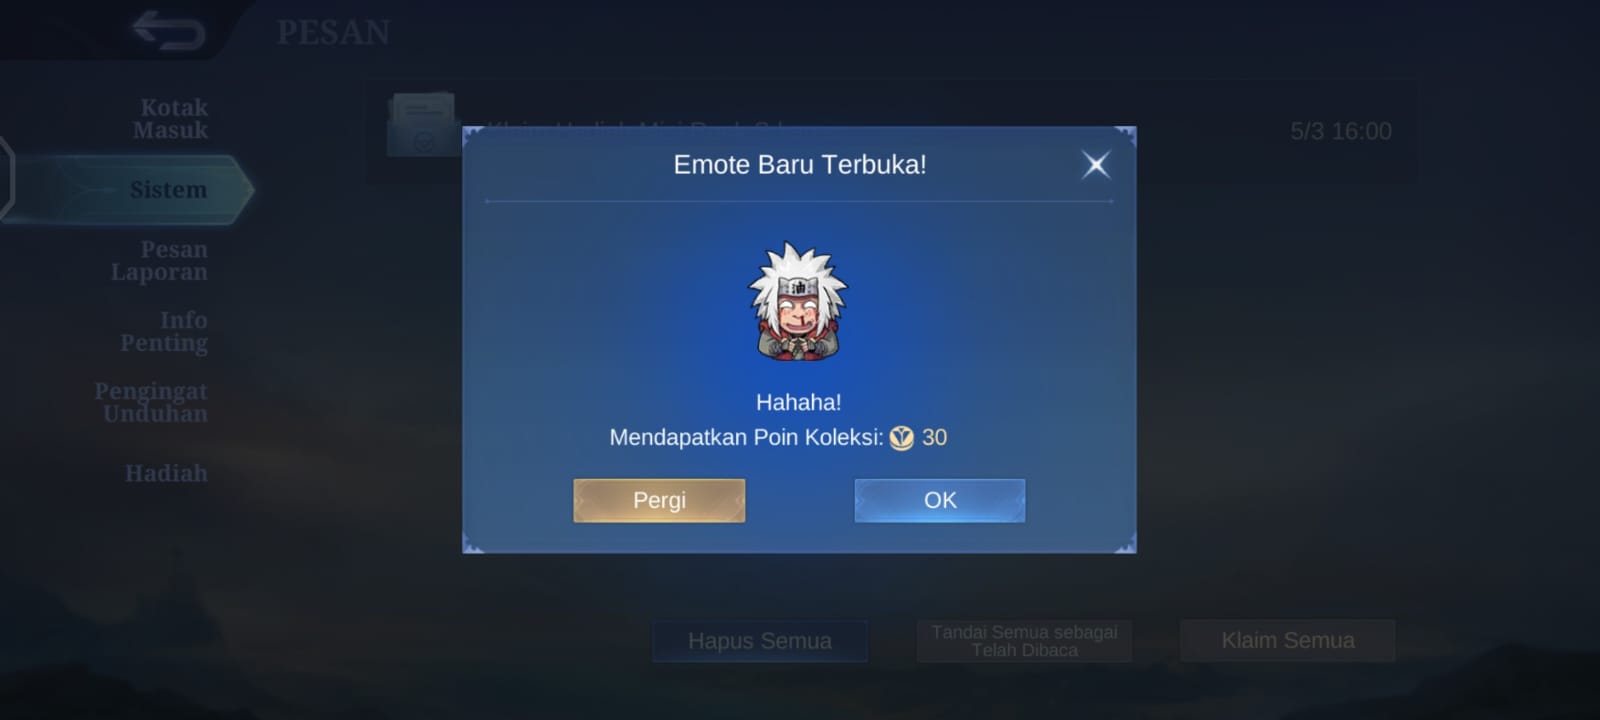 PESAN
Kotak
Masuk
Sistem
Pesan
Laporan
Info
Penting
Pengingat
Unduhan
Hadiah
5/3 16:00
Emote Baru Terbuka!
油
Hahaha!
Mendapatkan Poin Koleksi: 30
Pergi
OK
Hapus Semua
Tandai Semua sebagai
Telah Dibaca
Klaim Semua